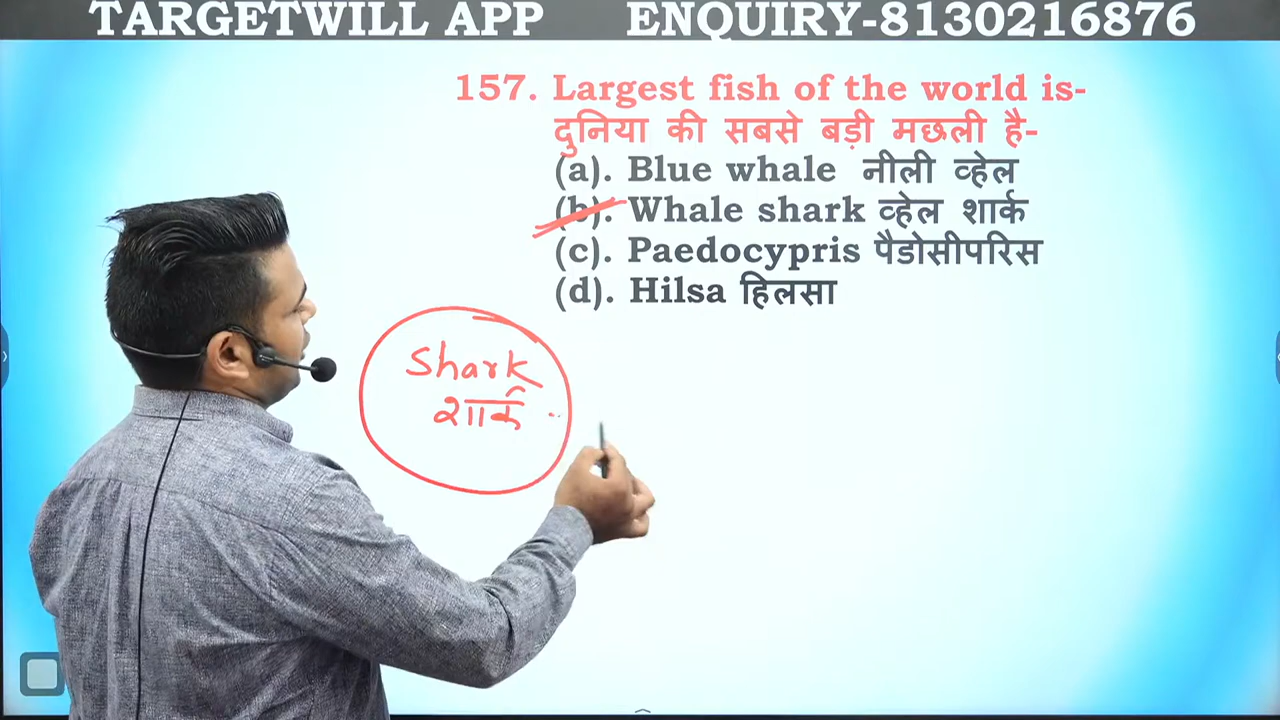 TARGETWILL APP ENQUIRY-8130216876
157. Largest fish of the world is-
दुनिया की सबसे बड़ी मछली है-
(a). Blue whale नीली व्हेल
(b). Whale shark व्हेल शार्क
(c). Paedocypris पैडोसीपरिस
(d). Hilsa हिलसा
Shark
शार्क